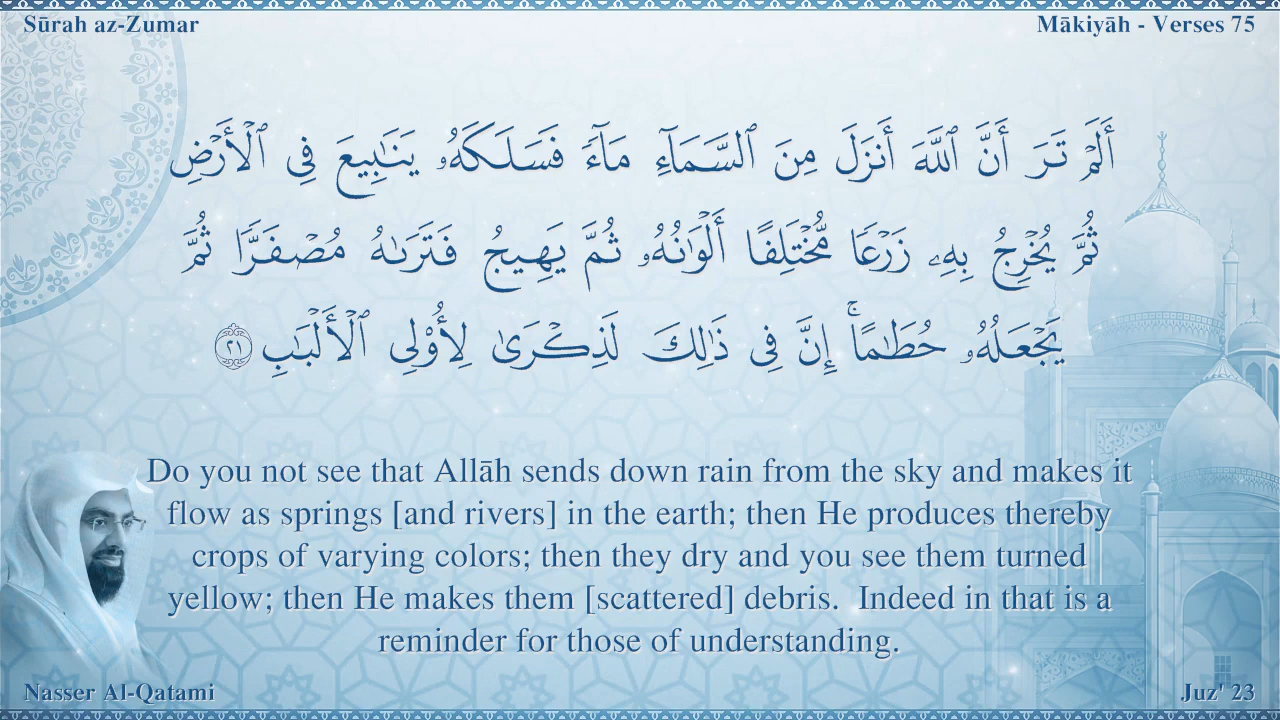 Sūrah az-Zumar
Mākiyāh - Verses 75
أَلَمْ تَرَ أَنَّ ٱللَّهَ أَنزَلَ مِنَ ٱلسَّمَآءِ مَآءً فَسَلَكَهُۥ يَنَـٰبِيعَ فِى ٱلْأَرْضِ
ثُمَّ يُخْرِجُ بِهِۦ زَرْعًا مُّخْتَلِفًا أَلْوَٰنُهُۥ ثُمَّ يَهِيجُ فَتَرَىٰهُ مُصْفَرًّا ثُمَّ
يَجْعَلُهُۥ حُطَـٰمًا ۚ إِنَّ فِى ذَٰلِكَ لَذِكْرَىٰ لِأُو۟لِى ٱلْأَلْبَـٰبِ ٢١
Do you not see that Allāh sends down rain from the sky and makes it
flow as springs [and rivers] in the earth; then He produces thereby
crops of varying colors; then they dry and you see them turned
yellow; then He makes them [scattered] debris.  Indeed in that is a
reminder for those of understanding.
Nasser Al-Qatami
Juz' 23